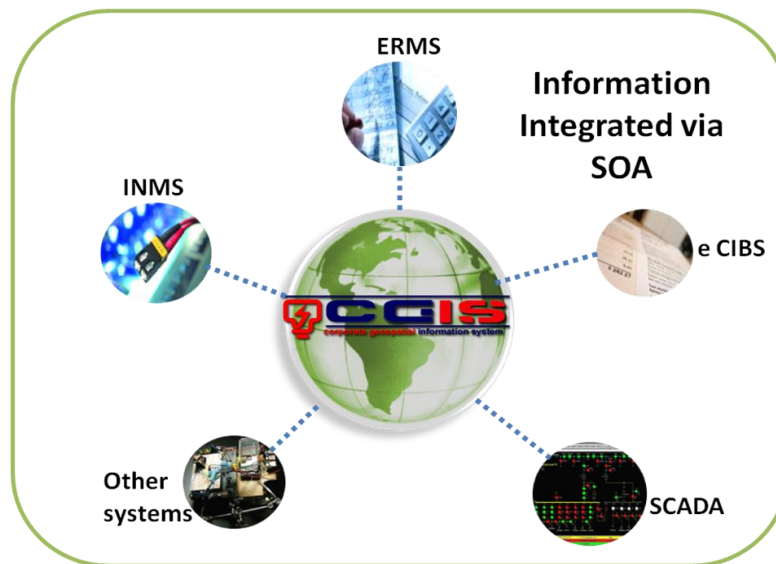 ERMS
Information
Integrated via
SOA
INMS
e CIBS
CGIS
corporate geospatial information system
Other
systems
SCADA